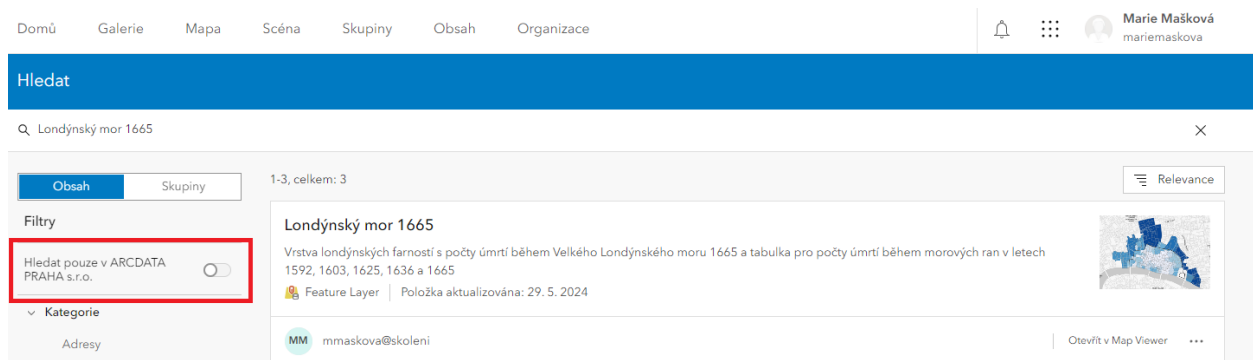 Domů Galerie Mapa Scéna Skupiny Obsah Organizace
Marie Mašková
mariemaskova
Hledat
Londýnský mor 1665
Obsah Skupiny
1-3, celkem: 3
Relevance
Filtry
Hledat pouze v ARCDATA
PRAHA s.r.o.
Kategorie
Adresy
Londýnský mor 1665
Vrstva londýnských farností s počty úmrtí během Velkého Londýnského moru 1665 a tabulka pro počty úmrtí během morových ran v letech
1592, 1603, 1625, 1636 a 1665
Feature Layer Položka aktualizována: 29. 5. 2024
MM mmaskova@skoleni
Otevřít v Map Viewer